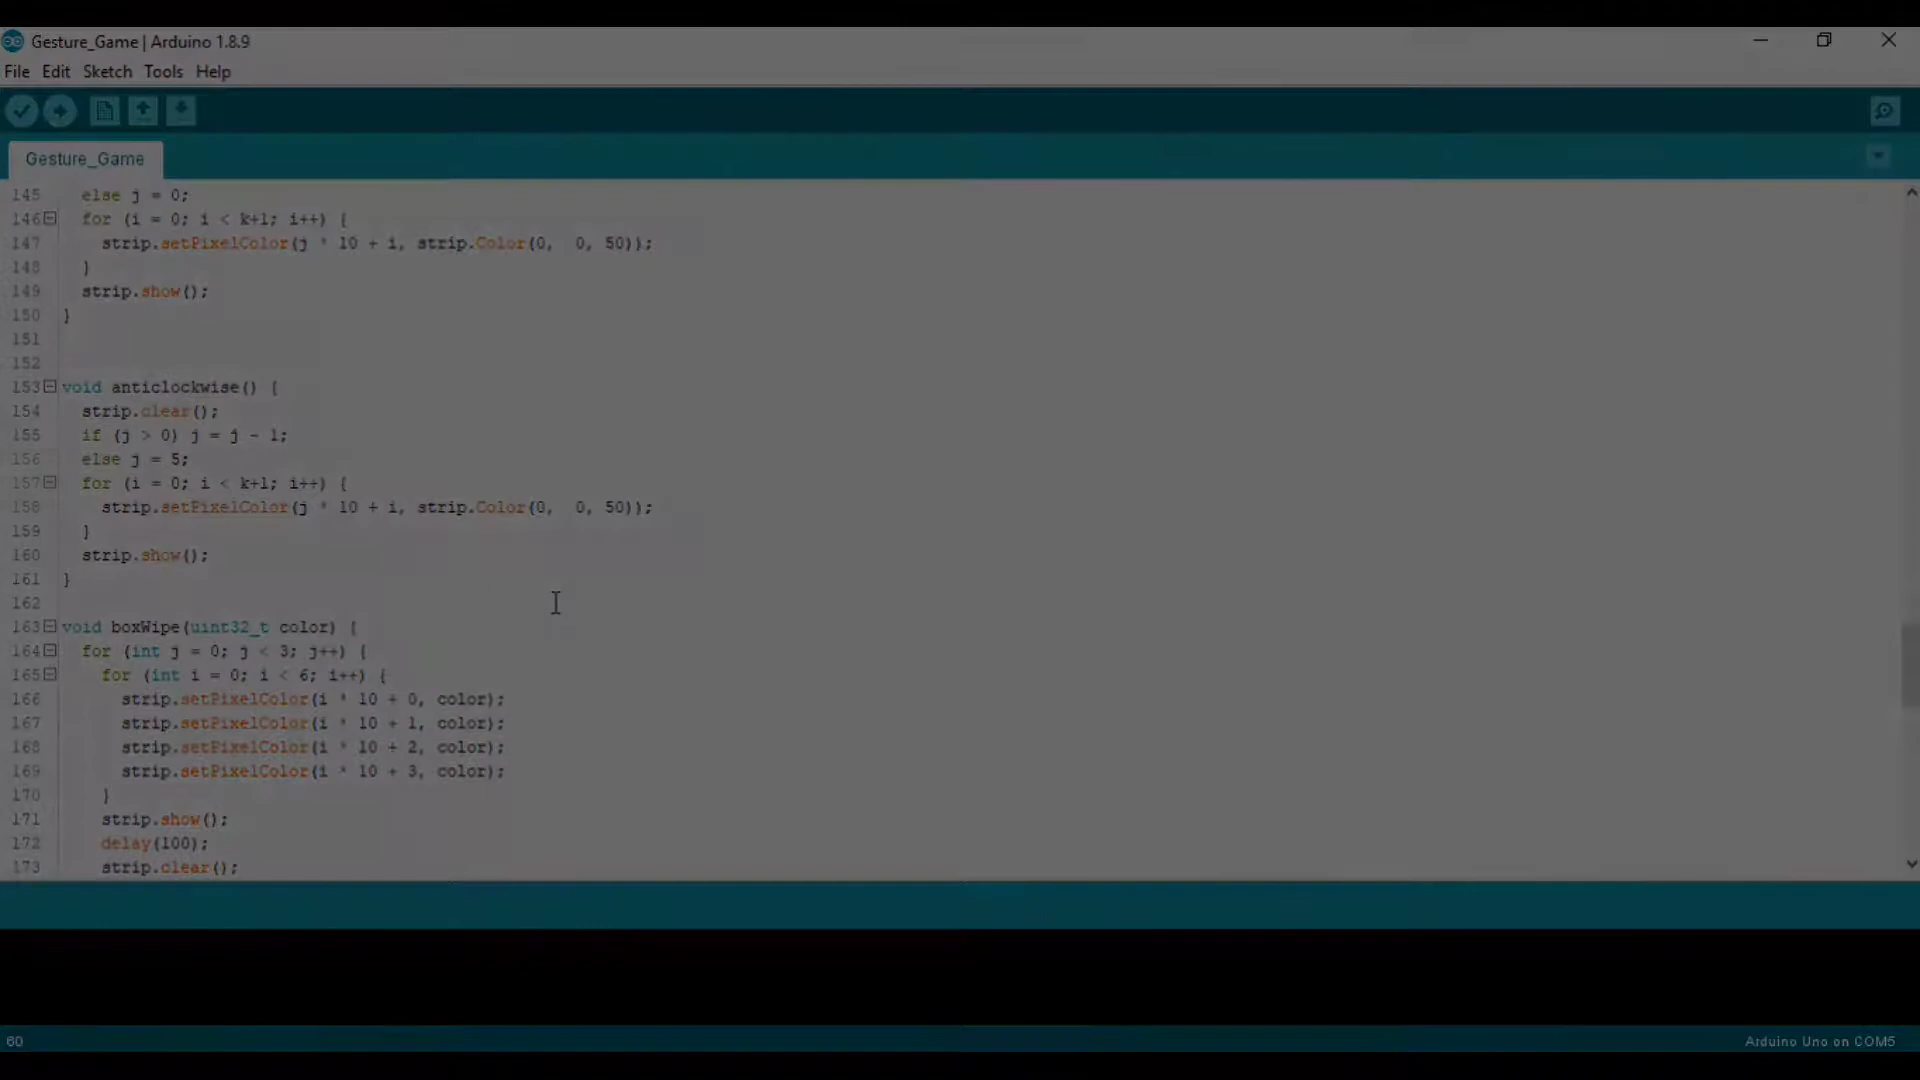 Gesture_Game | Arduino 1.8.9
File Edit Sketch Tools Help
Gesture_Game
145 else j = 0;
146 for (i = 0; i < k+1; i++) {
147 strip.setPixelColor(j * 10 + i, strip.Color(0, 0, 50));
148 }
149 strip.show();
150 }
151
152
153 void anticlockwise() {
154 strip.clear();
155 if (j > 0) j = j - 1;
156 else j = 5;
157 for (i = 0; i < k+1; i++) {
158 strip.setPixelColor(j * 10 + i, strip.Color(0, 0, 50));
159 }
160 strip.show();
161 }
162
163 void boxWipe(uint32_t color) {
164 for (int j = 0; j < 3; j++) {
165 for (int i = 0; i < 6; i++) {
166 strip.setPixelColor(i * 10 + 0, color);
167 strip.setPixelColor(i * 10 + 1, color);
168 strip.setPixelColor(i * 10 + 2, color);
169 strip.setPixelColor(i * 10 + 3, color);
170 }
171 strip.show();
172 delay(100);
173 strip.clear();
60 Arduino Uno on COM5